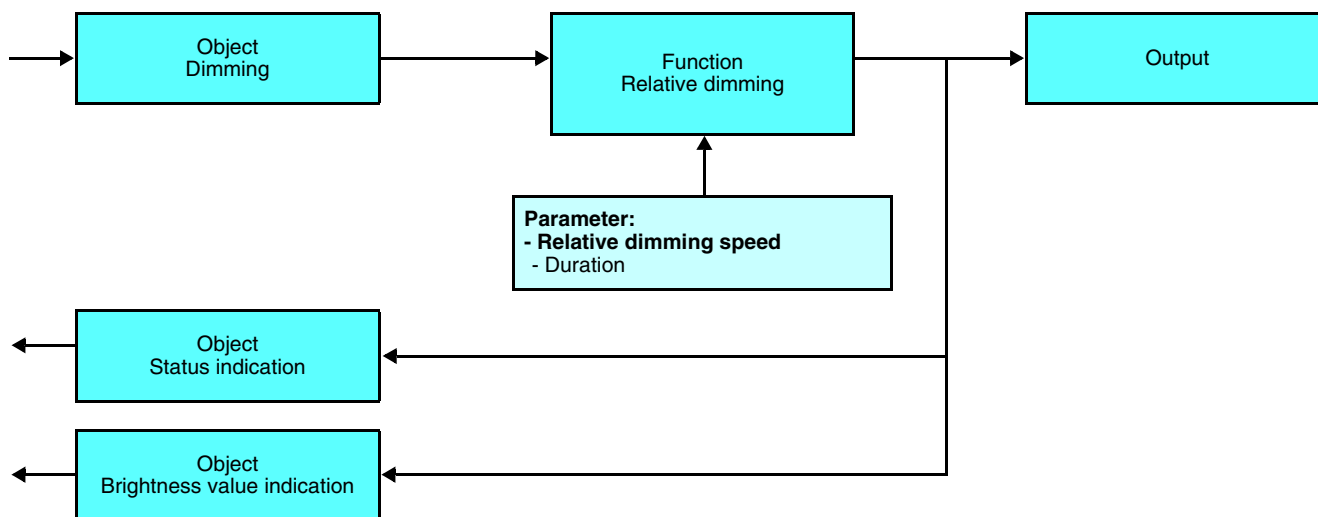 Object
Dimming
Function
Relative dimming
Output
Parameter:
- Relative dimming speed
- Duration
Object
Status indication
Object
Brightness value indication